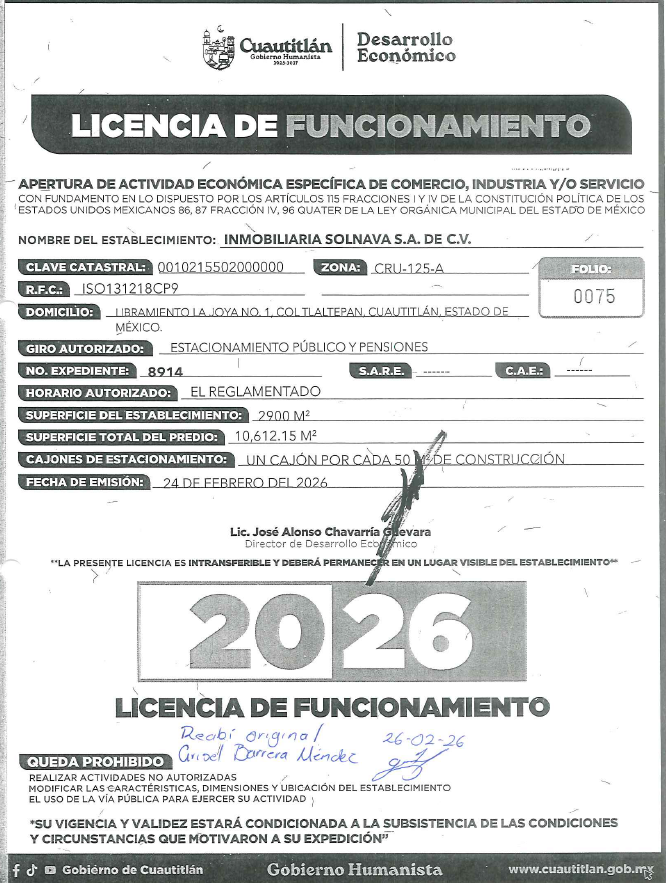 Cuautitlán
Gobierno Humanista
2025-2027
Desarrollo
Económico
LICENCIA DE FUNCIONAMIENTO
APERTURA DE ACTIVIDAD ECONÓMICA ESPECÍFICA DE COMERCIO, INDUSTRIA Y/O SERVICIO
CON FUNDAMENTO EN LO DISPUESTO POR LOS ARTÍCULOS 115 FRACCIONES I Y IV DE LA CONSTITUCIÓN POLÍTICA DE LOS
ESTADOS UNIDOS MEXICANOS 86, 87 FRACCIÓN IV, 96 QUATER DE LA LEY ORGÁNICA MUNICIPAL DEL ESTADO DE MÉXICO
NOMBRE DEL ESTABLECIMIENTO: INMOBILIARIA SOLNAVA S.A. DE C.V.
CLAVE CATASTRAL: 0010215502000000 ZONA: CRU-125-A
FOLIO:
0075
R.F.C.: ISO131218CP9
DOMICILIO: LIBRAMIENTO LA JOYA NO. 1, COL TLALTEPAN, CUAUTITLÁN, ESTADO DE
MÉXICO.
GIRO AUTORIZADO: ESTACIONAMIENTO PÚBLICO Y PENSIONES
NO. EXPEDIENTE: 8914 S.A.R.E. ------ C.A.E.: ------
HORARIO AUTORIZADO: EL REGLAMENTADO
SUPERFICIE DEL ESTABLECIMIENTO: 2900 M²
SUPERFICIE TOTAL DEL PREDIO: 10,612.15 M²
CAJONES DE ESTACIONAMIENTO: UN CAJÓN POR CADA 50 M² DE CONSTRUCCIÓN
FECHA DE EMISIÓN: 24 DE FEBRERO DEL 2026
Lic. José Alonso Chavarría Guevara
Director de Desarrollo Económico
"LA PRESENTE LICENCIA ES INTRANSFERIBLE Y DEBERÁ PERMANECER EN UN LUGAR VISIBLE DEL ESTABLECIMIENTO"
2026
LICENCIA DE FUNCIONAMIENTO
Recibí original 26-02-26
Grisel Barrera Méndez
QUEDA PROHIBIDO
REALIZAR ACTIVIDADES NO AUTORIZADAS
MODIFICAR LAS CARACTERÍSTICAS, DIMENSIONES Y UBICACIÓN DEL ESTABLECIMIENTO
EL USO DE LA VÍA PÚBLICA PARA EJERCER SU ACTIVIDAD
"SU VIGENCIA Y VALIDEZ ESTARÁ CONDICIONADA A LA SUBSISTENCIA DE LAS CONDICIONES
Y CIRCUNSTANCIAS QUE MOTIVARON A SU EXPEDICIÓN"
Gobierno de Cuautitlán Gobierno Humanista www.cuautitlan.gob.mx